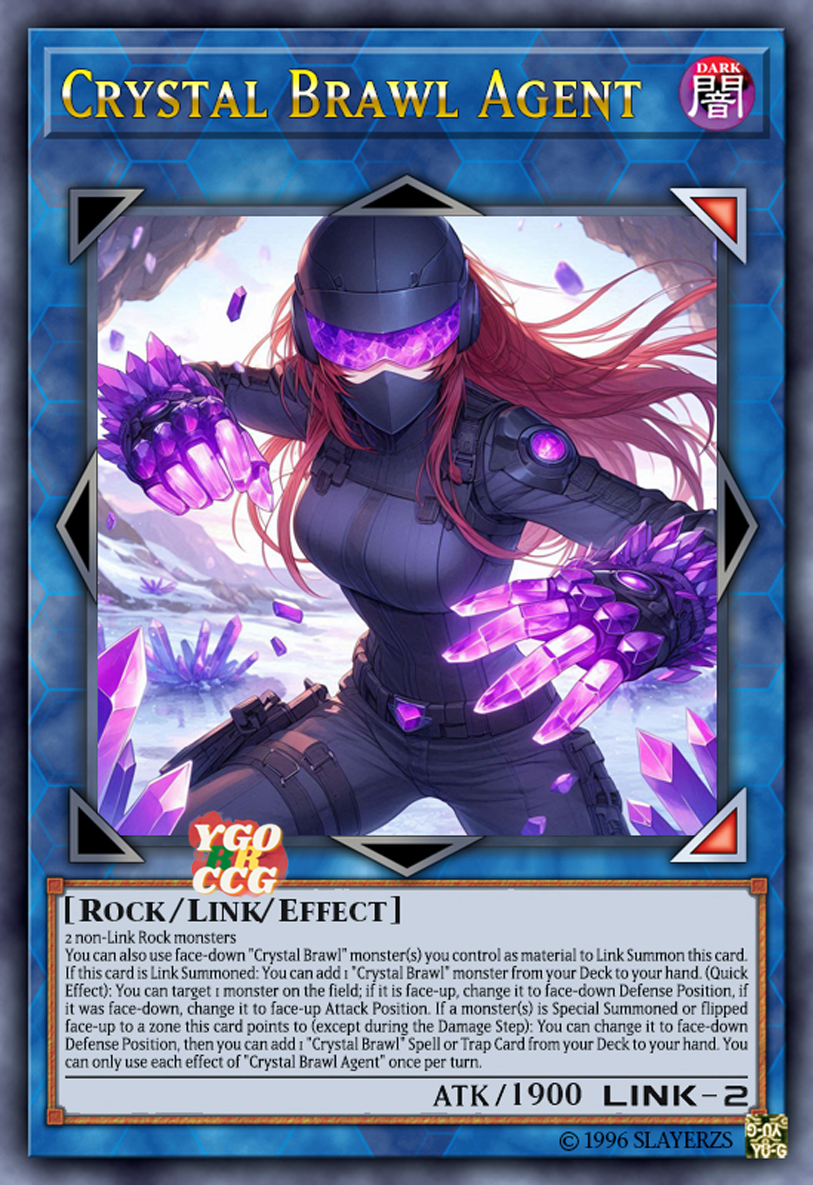 CRYSTAL BRAWL AGENT
DARK
闇
YGO
RR
CCG
[ROCK/LINK/EFFECT]
2 non-Link Rock monsters
You can also use face-down "Crystal Brawl" monster(s) you control as material to Link Summon this card.
If this card is Link Summoned: You can add 1 "Crystal Brawl" monster from your Deck to your hand. (Quick
Effect): You can target 1 monster on the field; if it is face-up, change it to face-down Defense Position, if
it was face-down, change it to face-up Attack Position. If a monster(s) is Special Summoned or flipped
face-up to a zone this card points to (except during the Damage Step): You can change it to face-down
Defense Position, then you can add 1 "Crystal Brawl" Spell or Trap Card from your Deck to your hand. You
can only use each effect of "Crystal Brawl Agent" once per turn.
ATK/1900 LINK-2
© 1996 SLAYERZS
YU-G
YU-G